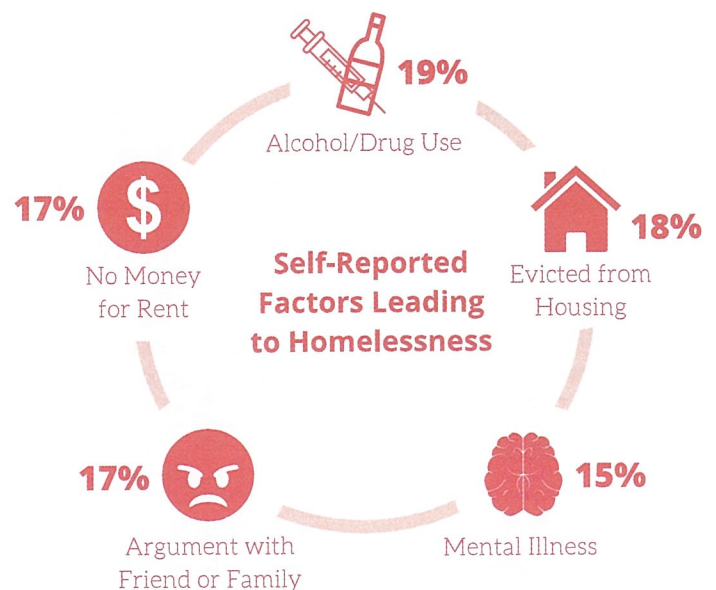 19%
Alcohol/Drug Use
17%
$
No Money
for Rent
18%
Evicted from
Housing
Self-Reported
Factors Leading
to Homelessness
17%
Argument with
Friend or Family
15%
Mental Illness